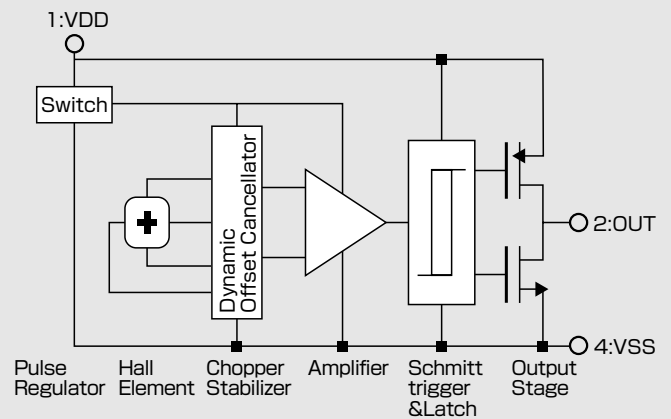 1:VDD
Switch
Dynamic
Offset Cancellator
2:OUT
4:VSS
Pulse
Regulator
Hall
Element
Chopper
Stabilizer
Amplifier
Schmitt
trigger
&Latch
Output
Stage